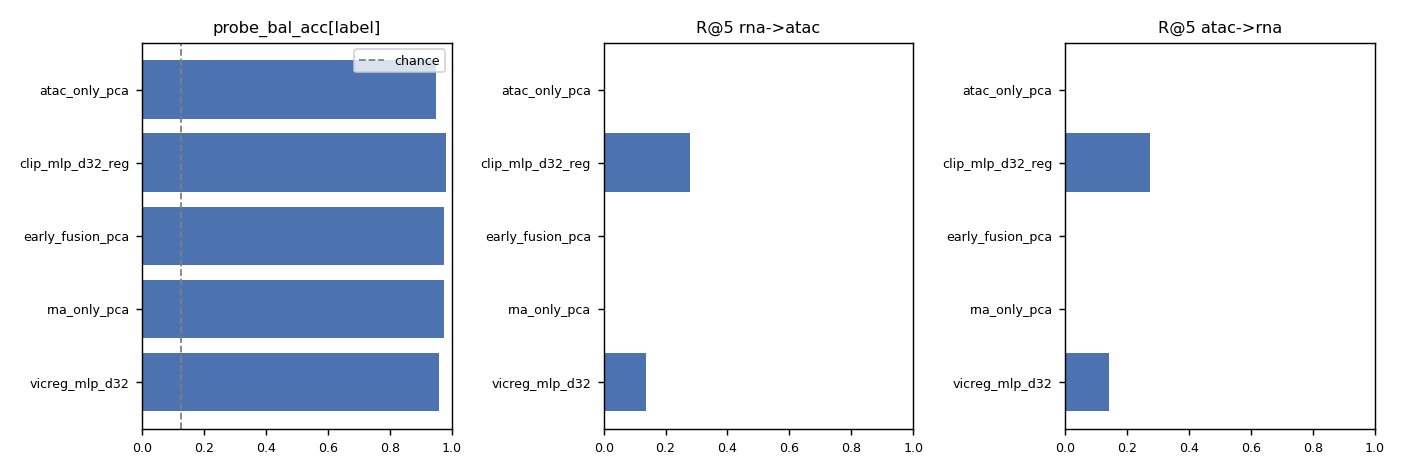 probe_bal_acc[label]
chance
atac_only_pca
clip_mlp_d32_reg
early_fusion_pca
rna_only_pca
vicreg_mlp_d32
0.0 0.2 0.4 0.6 0.8 1.0
R@5 rna->atac
atac_only_pca
clip_mlp_d32_reg
early_fusion_pca
rna_only_pca
vicreg_mlp_d32
0.0 0.2 0.4 0.6 0.8 1.0
R@5 atac->rna
atac_only_pca
clip_mlp_d32_reg
early_fusion_pca
rna_only_pca
vicreg_mlp_d32
0.0 0.2 0.4 0.6 0.8 1.0